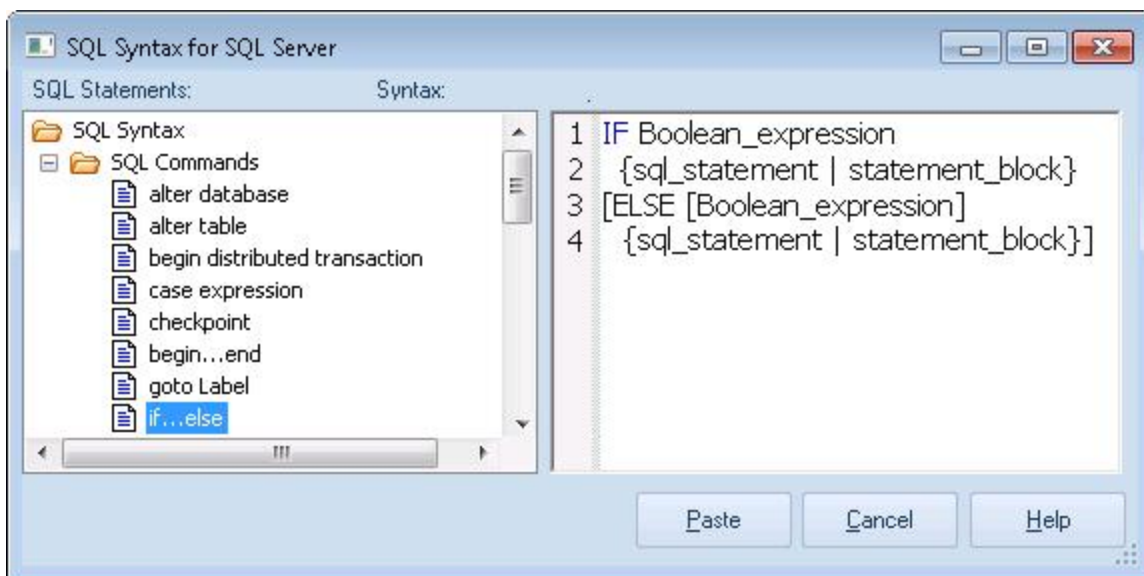 SQL Syntax for SQL Server
SQL Statements:
Syntax:
SQL Syntax
SQL Commands
alter database
alter table
begin distributed transaction
case expression
checkpoint
begin...end
goto Label
if...else
1 IF Boolean_expression
2 {sql_statement | statement_block}
3 [ELSE [Boolean_expression]
4 {sql_statement | statement_block}]
Paste
Cancel
Help